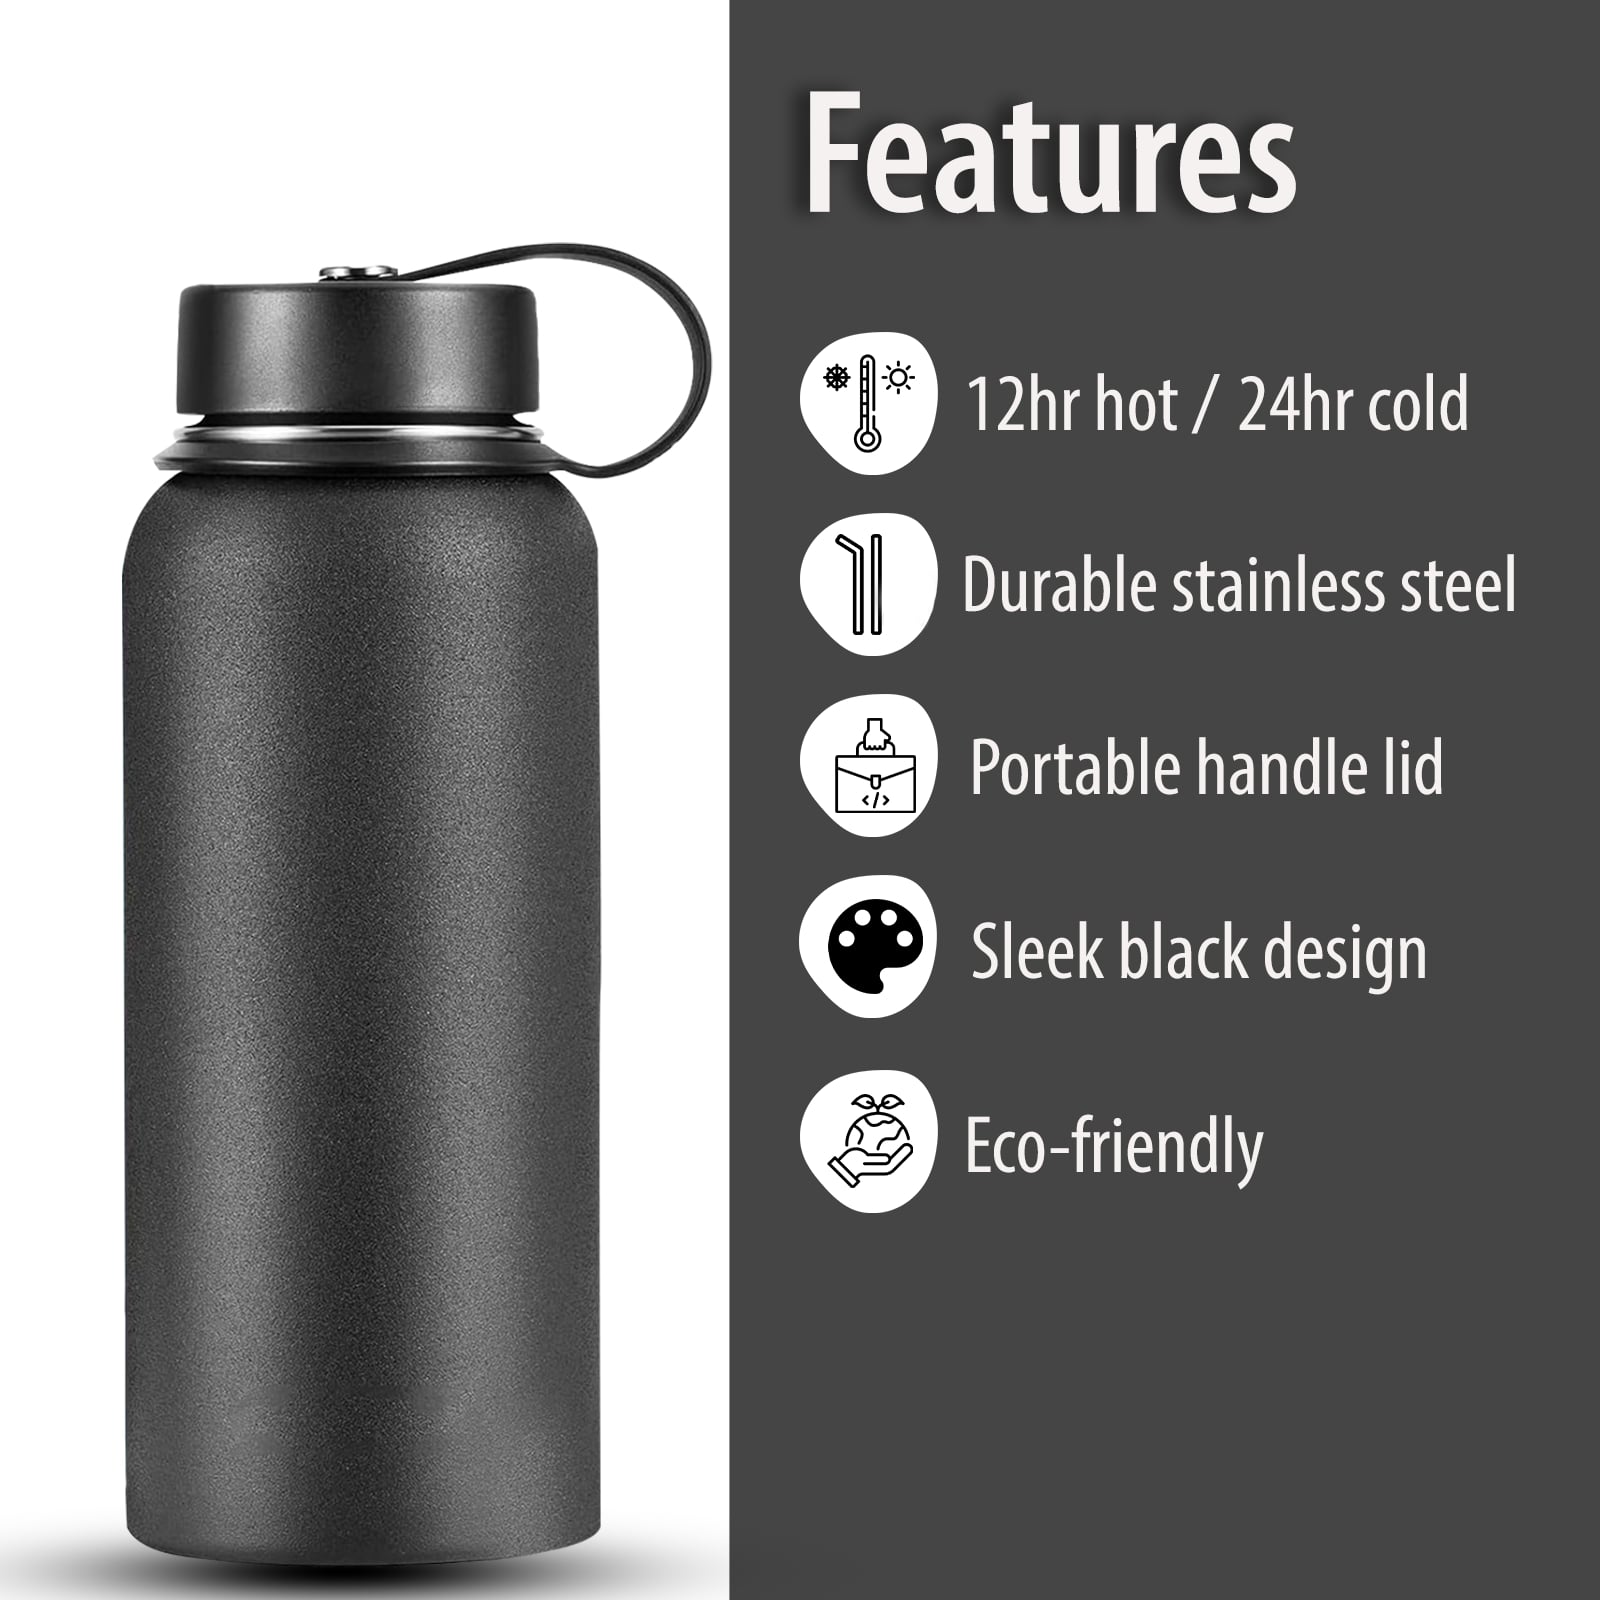 Features
12hr hot / 24hr cold
Durable stainless steel
Portable handle lid
</>
Sleek black design
Eco-friendly